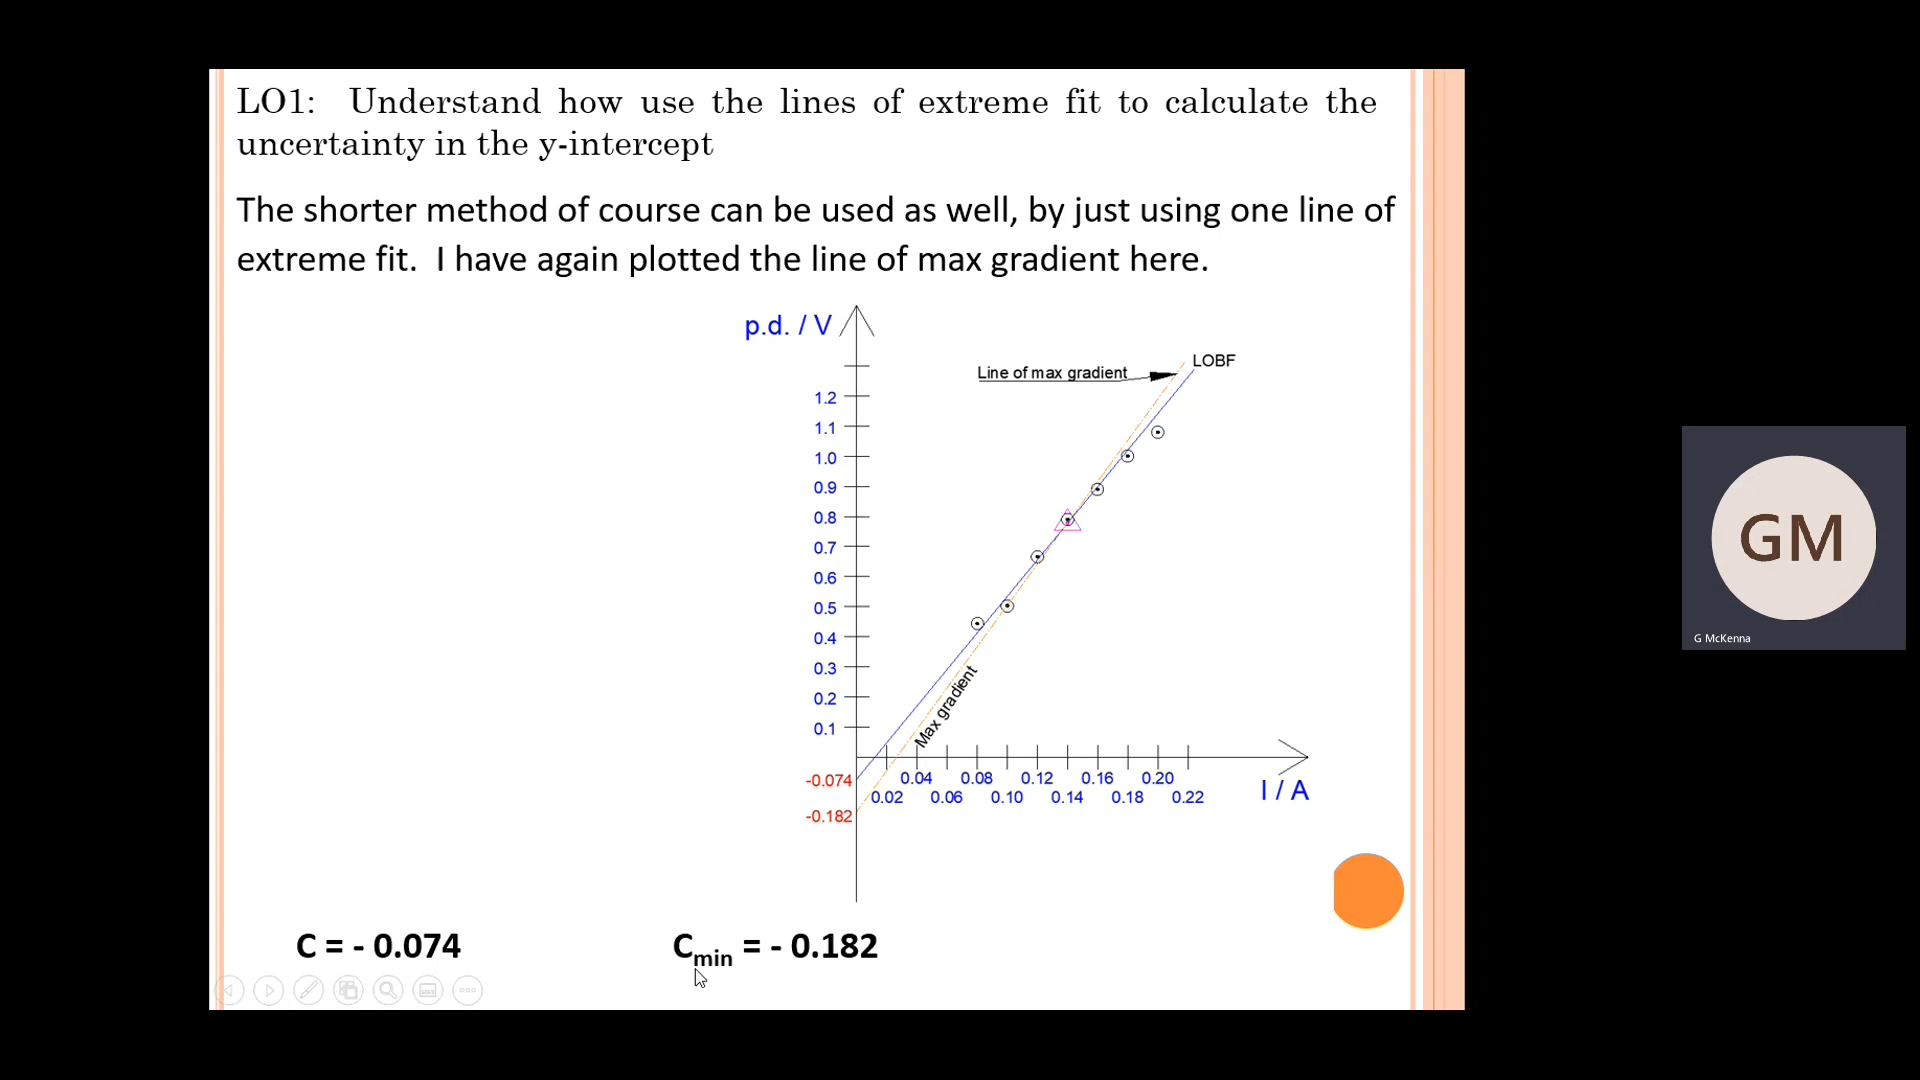 LO1: Understand how use the lines of extreme fit to calculate the
uncertainty in the y-intercept
The shorter method of course can be used as well, by just using one line of
extreme fit. I have again plotted the line of max gradient here.
p.d. / V
LOBF
Line of max gradient
1.2
1.1
1.0
0.9
0.8
0.7
0.6
0.5
0.4
0.3
0.2
0.1
Max gradient
-0.074
0.04 0.08 0.12 0.16 0.20
0.02 0.06 0.10 0.14 0.18 0.22
I / A
-0.182
C = - 0.074
Cmin = - 0.182
GM
G McKenna